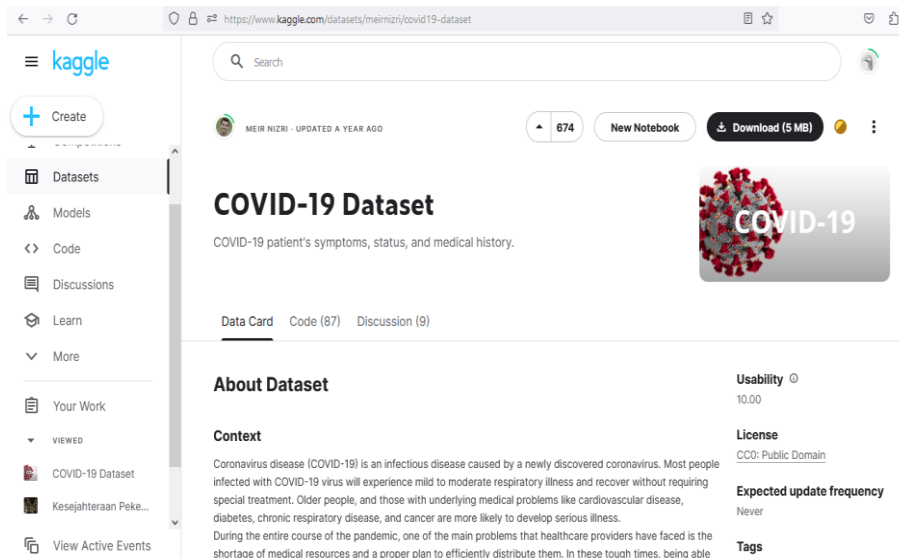 https://www.kaggle.com/datasets/meirnizri/covid19-dataset
kaggle
Search
Create
MEIR NIZRI · UPDATED A YEAR AGO
674
New Notebook
Download (5 MB)
Datasets
Models
Code
Discussions
Learn
More
Your Work
VIEWED
COVID-19 Dataset
Kesejahteraan Peke...
View Active Events
COVID-19 Dataset
COVID-19 patient's symptoms, status, and medical history.
COVID-19
Data Card
Code (87)
Discussion (9)
About Dataset
Context
Coronavirus disease (COVID-19) is an infectious disease caused by a newly discovered coronavirus. Most people
infected with COVID-19 virus will experience mild to moderate respiratory illness and recover without requiring
special treatment. Older people, and those with underlying medical problems like cardiovascular disease,
diabetes, chronic respiratory disease, and cancer are more likely to develop serious illness.
During the entire course of the pandemic, one of the main problems that healthcare providers have faced is the
shortage of medical resources and a proper plan to efficiently distribute them. In these tough times, being able
Usability
10.00
License
CC0: Public Domain
Expected update frequency
Never
Tags